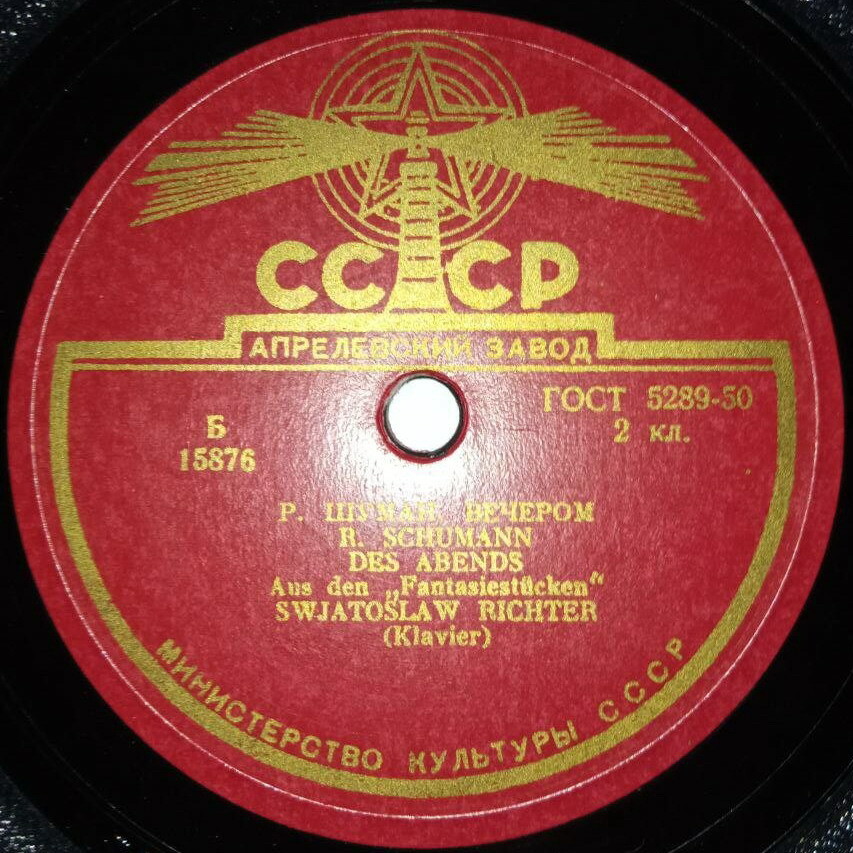 СССР
АПРЕЛЕВСКИЙ ЗАВОД
ГОСТ 5289-50
2 кл.
Б
15876
Р. ШУМАН. ВЕЧЕРОМ
R. SCHUMANN
DES ABENDS
Aus den „Fantasiestücken“
SWJATOSLAW RICHTER
(Klavier)
МИНИСТЕРСТВО КУЛЬТУРЫ СССР